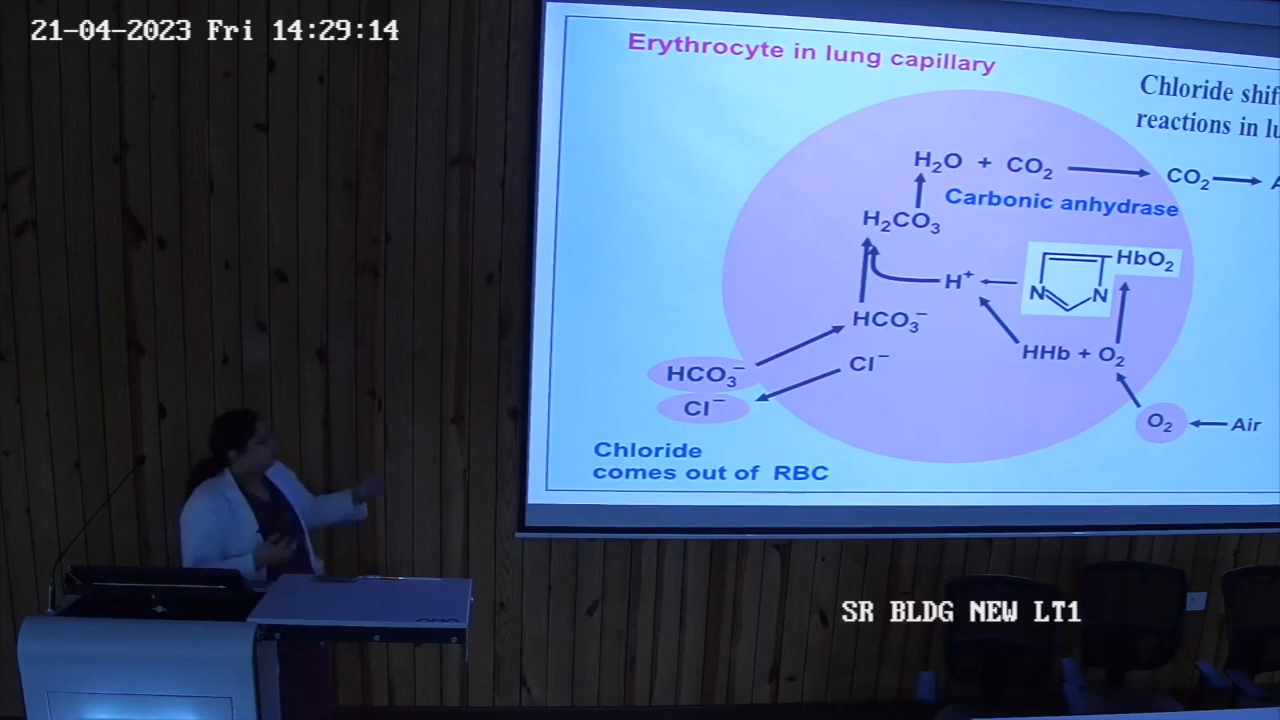 21-04-2023 Fri 14:29:14
Erythrocyte in lung capillary
Chloride
reactions in
H₂O + CO₂
CO₂
Carbonic anhydrase
H₂CO₃
HbO₂
H⁺
N
N
HCO₃⁻
HHb + O₂
Cl⁻
HCO₃⁻
Cl⁻
O₂
Air
Chloride
comes out of RBC
SR BLDG NEW LT1